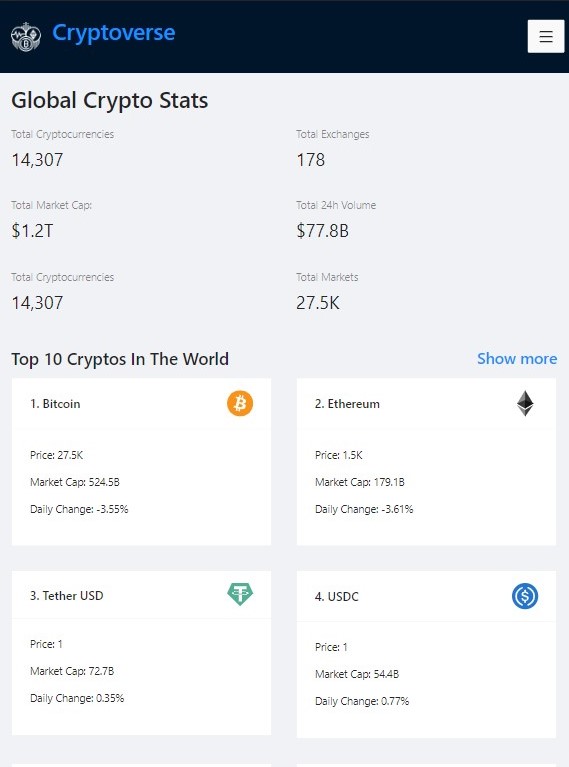 Cryptoverse
Global Crypto Stats
Total Cryptocurrencies
14,307
Total Exchanges
178
Total Market Cap:
$1.2T
Total 24h Volume
$77.8B
Total Cryptocurrencies
14,307
Total Markets
27.5K
Top 10 Cryptos In The World
Show more
1. Bitcoin
Price: 27.5K
Market Cap: 524.5B
Daily Change: -3.55%
2. Ethereum
Price: 1.5K
Market Cap: 179.1B
Daily Change: -3.61%
3. Tether USD
Price: 1
Market Cap: 72.7B
Daily Change: 0.35%
4. USDC
Price: 1
Market Cap: 54.4B
Daily Change: 0.77%